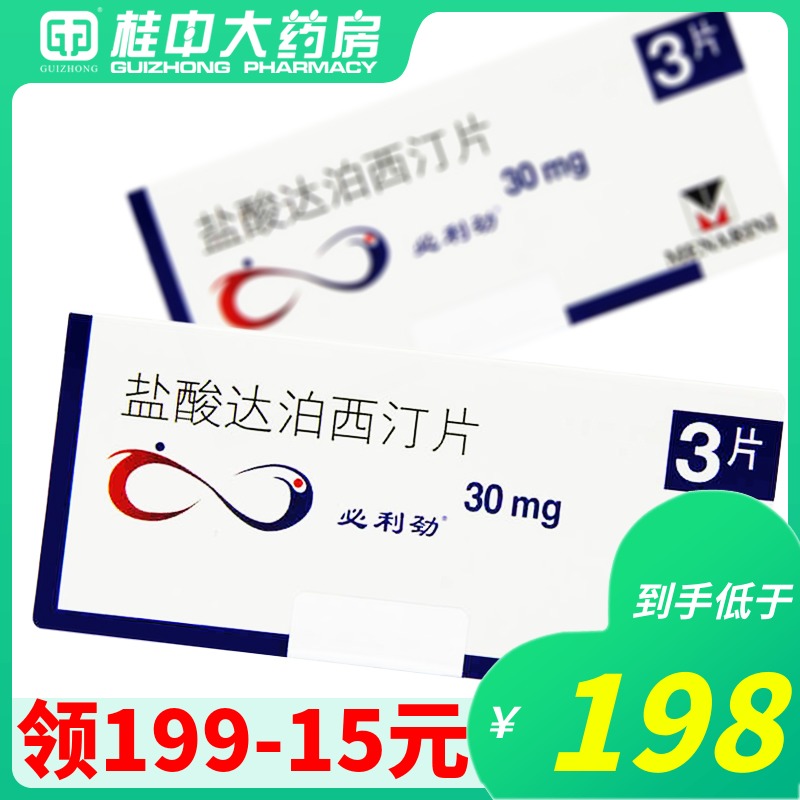 桂中大药房
GUIZHONG
GUIZHONG PHARMACY
3片
盐酸达泊西汀片
30 mg
必利劲
MENARINI
盐酸达泊西汀片
3片
30 mg
必利劲®
到手低于
领199-15元
¥ 198